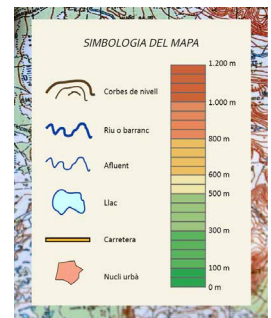 SIMBOLOGIA DEL MAPA
Corbes de nivell
Riu o barranc
Afluent
Llac
Carretera
Nucli urbà
1.200 m
1.000 m
800 m
600 m
500 m
300 m
100 m
0 m